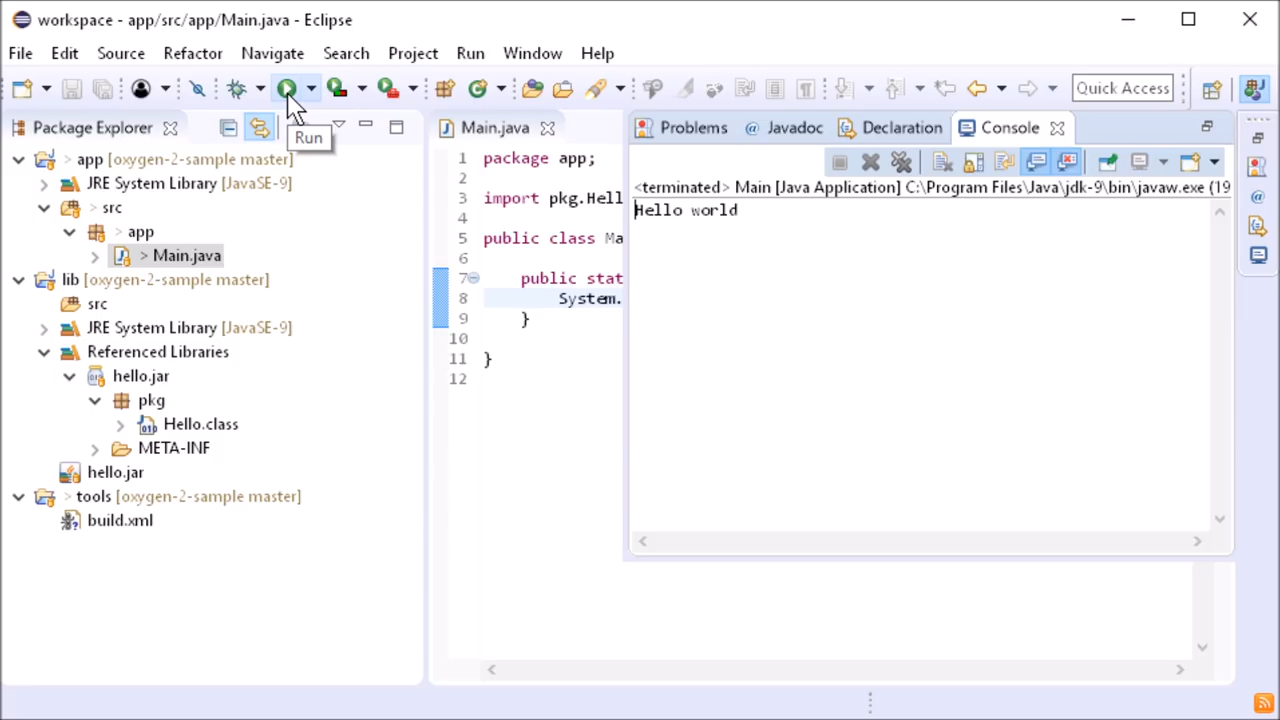 workspace - app/src/app/Main.java - Eclipse
File Edit Source Refactor Navigate Search Project Run Window Help
Quick Access
Run
Package Explorer
> app [oxygen-2-sample master]
JRE System Library [JavaSE-9]
> src
> app
> Main.java
lib [oxygen-2-sample master]
src
JRE System Library [JavaSE-9]
Referenced Libraries
hello.jar
pkg
Hello.class
META-INF
hello.jar
> tools [oxygen-2-sample master]
build.xml
Main.java
1 package app;
2
3 import pkg.Hell
4
5 public class Ma
6
7 public stat
8 System.
9 }
10
11 }
12
Problems @ Javadoc Declaration Console
<terminated> Main [Java Application] C:\Program Files\Java\jdk-9\bin\javaw.exe (19
Hello world